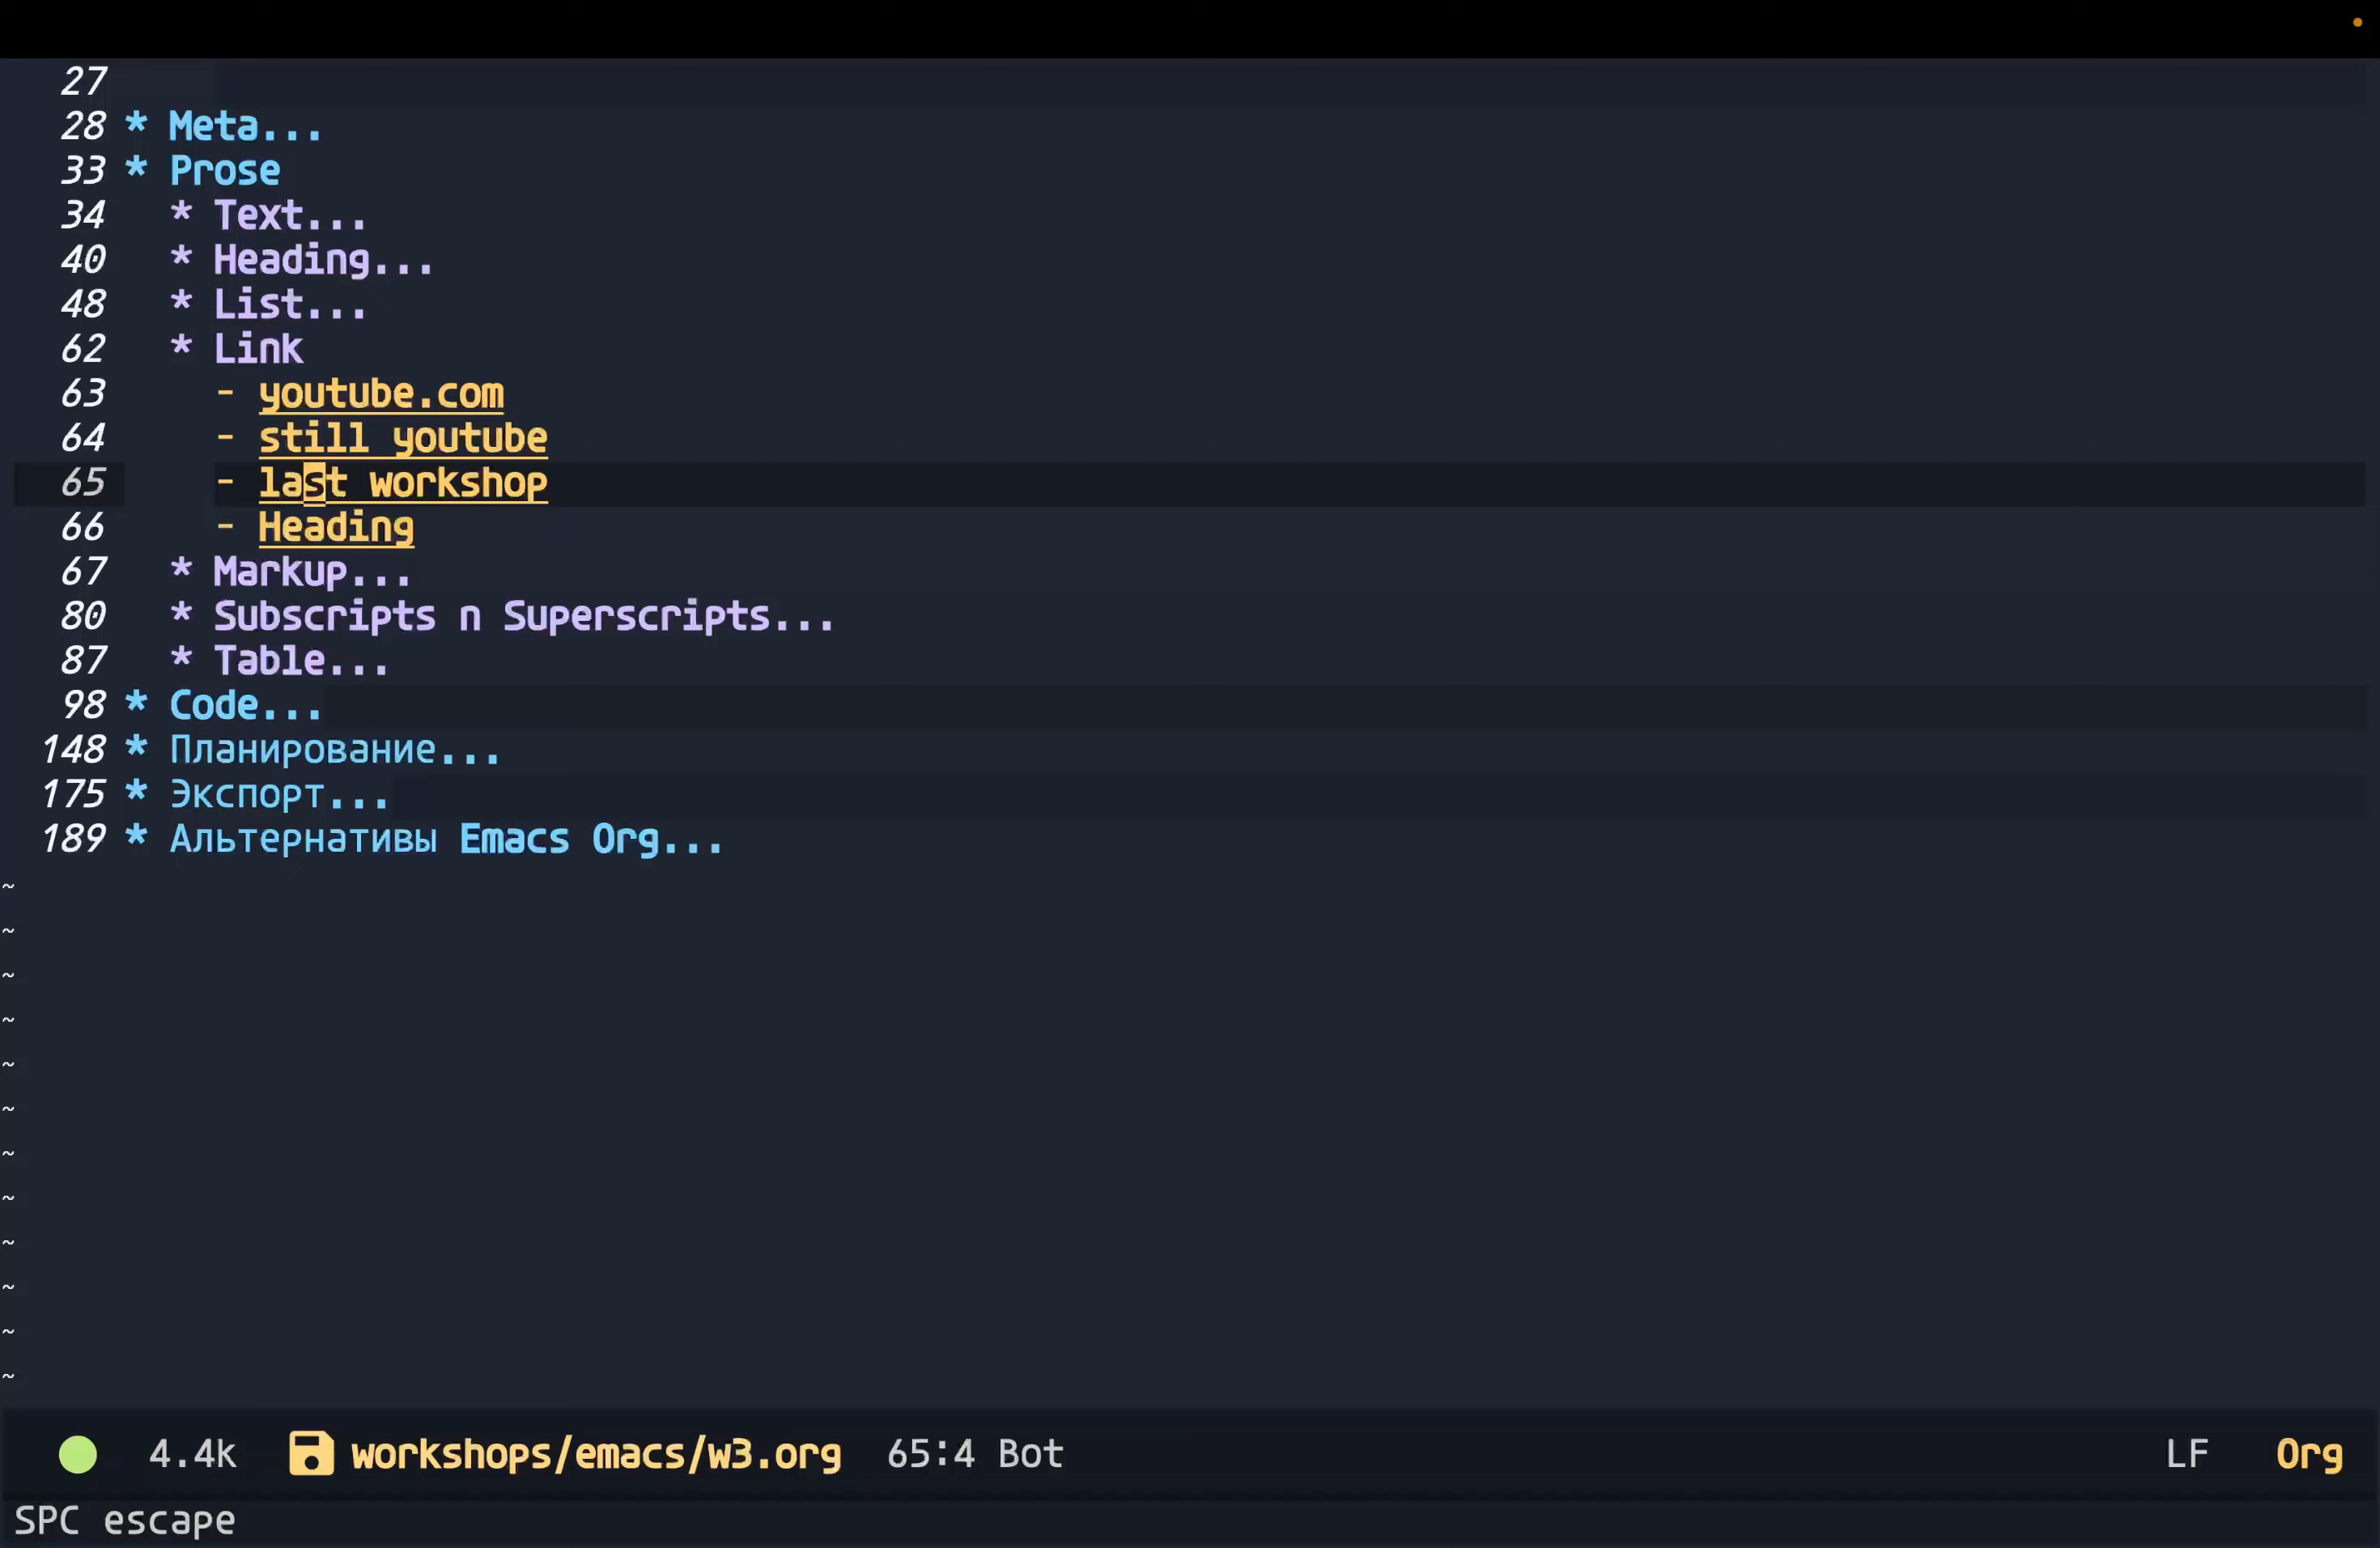 27
28 * Meta...
33 * Prose
34 * Text...
40 * Heading...
48 * List...
62 * Link
63 - youtube.com
64 - still youtube
65 - last workshop
66 - Heading
67 * Markup...
80 * Subscripts n Superscripts...
87 * Table...
98 * Code...
148 * Планирование...
175 * Экспорт...
189 * Альтернативы Emacs Org...
~
~
~
~
~
~
~
~
~
~
~
~
4.4k workshops/emacs/w3.org 65:4 Bot LF Org
SPC escape